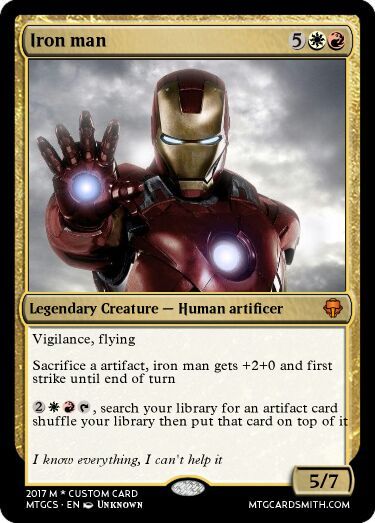 Iron man 5
Legendary Creature — Human artificer
Vigilance, flying
Sacrifice a artifact, iron man gets +2+0 and first
strike until end of turn
2 , search your library for an artifact card
shuffle your library then put that card on top of it
I know everything, I can't help it
5/7
2017 M * CUSTOM CARD
MTGCS • EN UNKNOWN
MTGCARDSMITH.COM